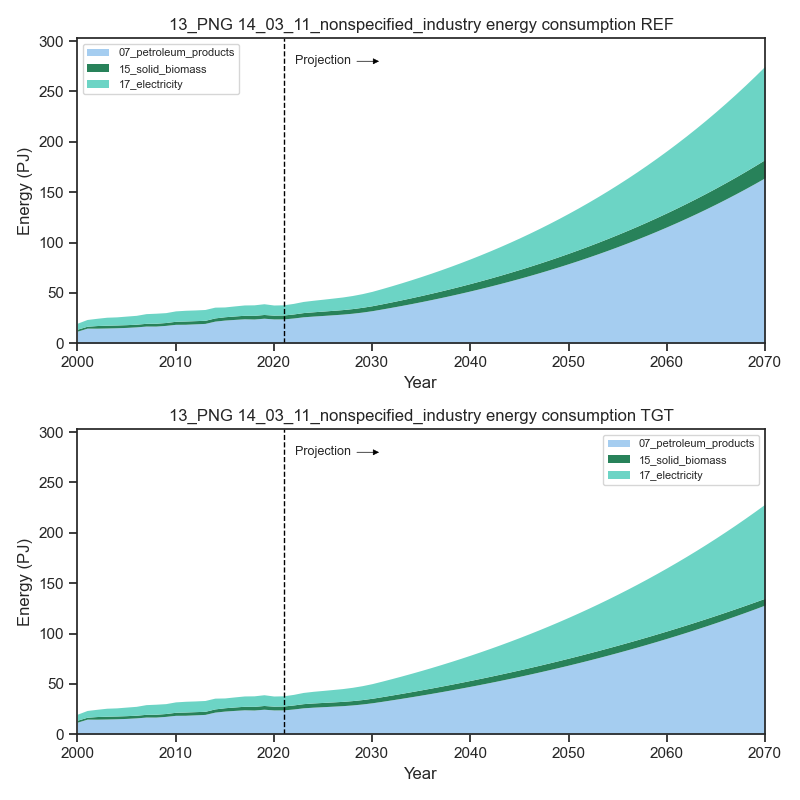 13_PNG 14_03_11_nonspecified_industry energy consumption REF
300
250
200
150
100
50
0
Energy (PJ)
07_petroleum_products
15_solid_biomass
17_electricity
Projection
2000 2010 2020 2030 2040 2050 2060 2070
Year
13_PNG 14_03_11_nonspecified_industry energy consumption TGT
300
250
200
150
100
50
0
Energy (PJ)
Projection
07_petroleum_products
15_solid_biomass
17_electricity
2000 2010 2020 2030 2040 2050 2060 2070
Year